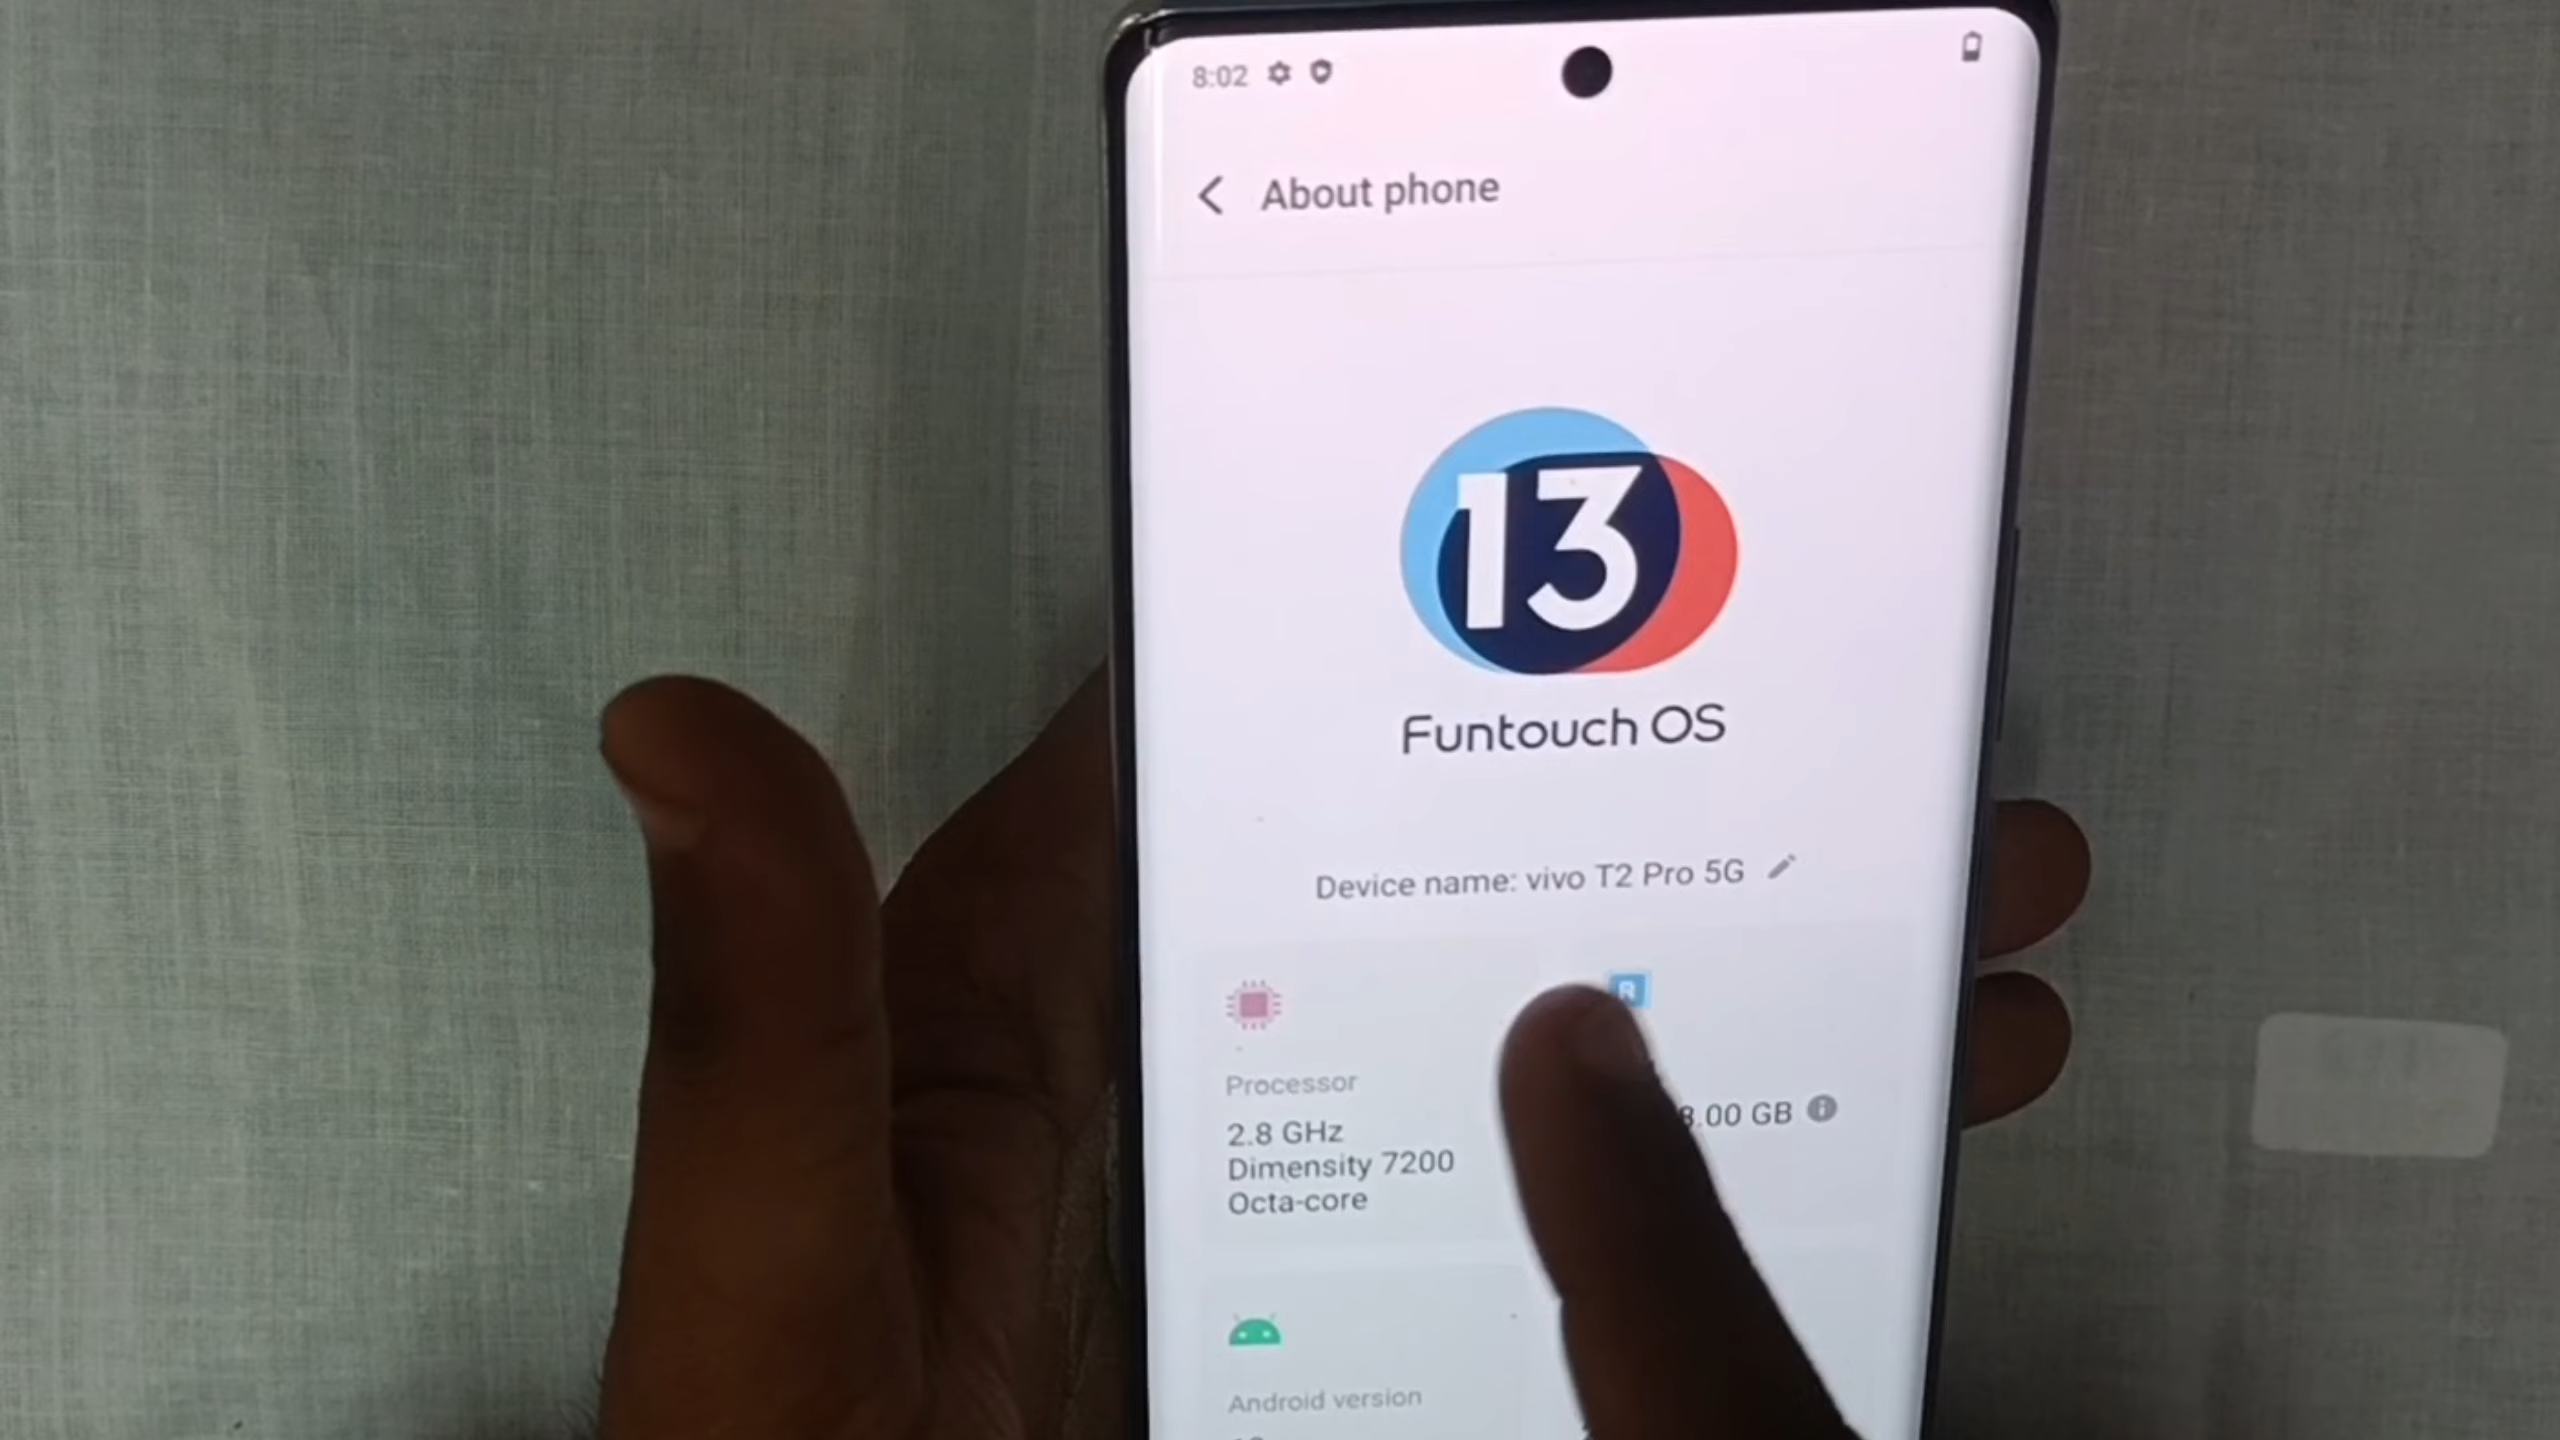 8:02
About phone
13
Funtouch OS
Device name: vivo T2 Pro 5G
R
Processor
2.8 GHz
Dimensity 7200
Octa-core
8.00 GB
Android version